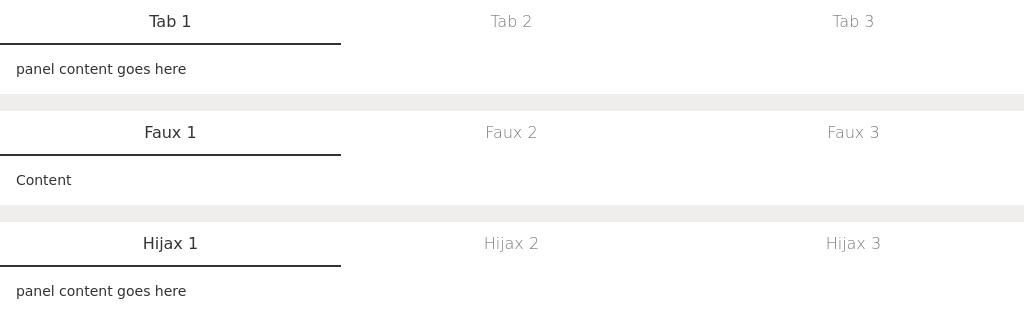 Tab 1 Tab 2 Tab 3
panel content goes here
Faux 1 Faux 2 Faux 3
Content
Hijax 1 Hijax 2 Hijax 3
panel content goes here